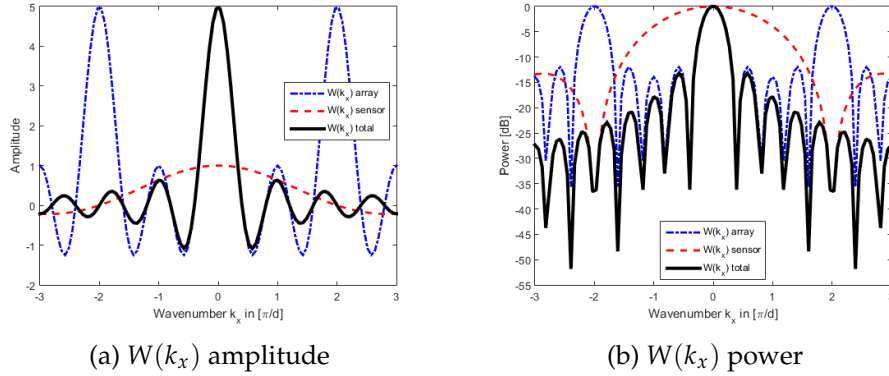 5
4
3
2
1
0
-1
-2
-3
-2
-1
0
1
2
3
Amplitude
Wavenumber k_x in [π/d]
W(k_x) array
W(k_x) sensor
W(k_x) total
(a) W(k_x) amplitude
0
-5
-10
-15
-20
-25
-30
-35
-40
-45
-50
-55
-3
-2
-1
0
1
2
3
Power [dB]
Wavenumber k_x in [π/d]
W(k_x) array
W(k_x) sensor
W(k_x) total
(b) W(k_x) power